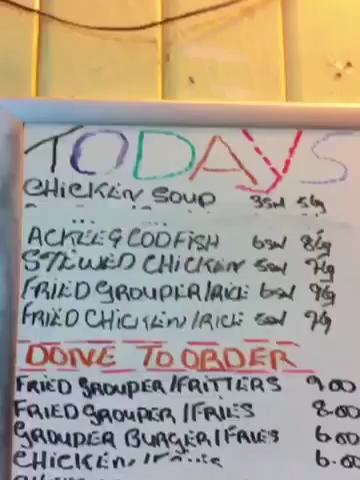 TODAYS
CHICKEN SOUP 3sm 5lg
ACKEE & CODFISH 6sm 8lg
STEWED CHICKEN 5sm 7lg
FRIED GROUPER/RICE 6sm 9lg
FRIED CHICKEN/RICE 5sm 7lg
DONE TO ORDER
FRIED GROUPER/FRITTERS 9.00
FRIED GROUPER/FRIES 8.00
GROUPER BURGER/FRIES 6.00
CHICKEN 6.00